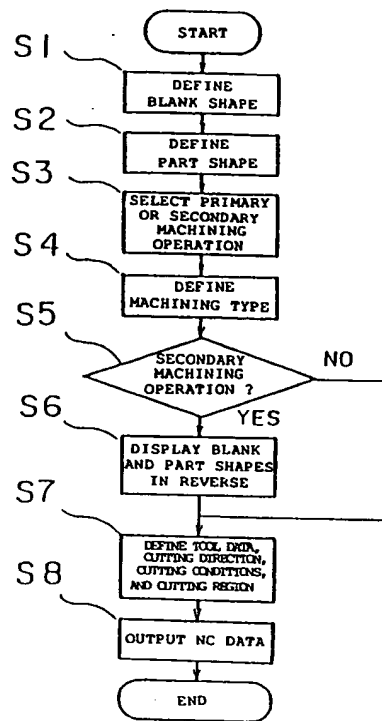 START
S1
DEFINE
BLANK SHAPE
S2
DEFINE
PART SHAPE
S3
SELECT PRIMARY
OR SECONDARY
MACHINING
OPERATION
S4
DEFINE
MACHINING TYPE
S5
SECONDARY
MACHINING
OPERATION ?
NO
YES
S6
DISPLAY BLANK
AND PART SHAPES
IN REVERSE
S7
DEFINE TOOL DATA,
CUTTING DIRECTION,
CUTTING CONDITIONS,
AND CUTTING REGION
S8
OUTPUT NC DATA
END